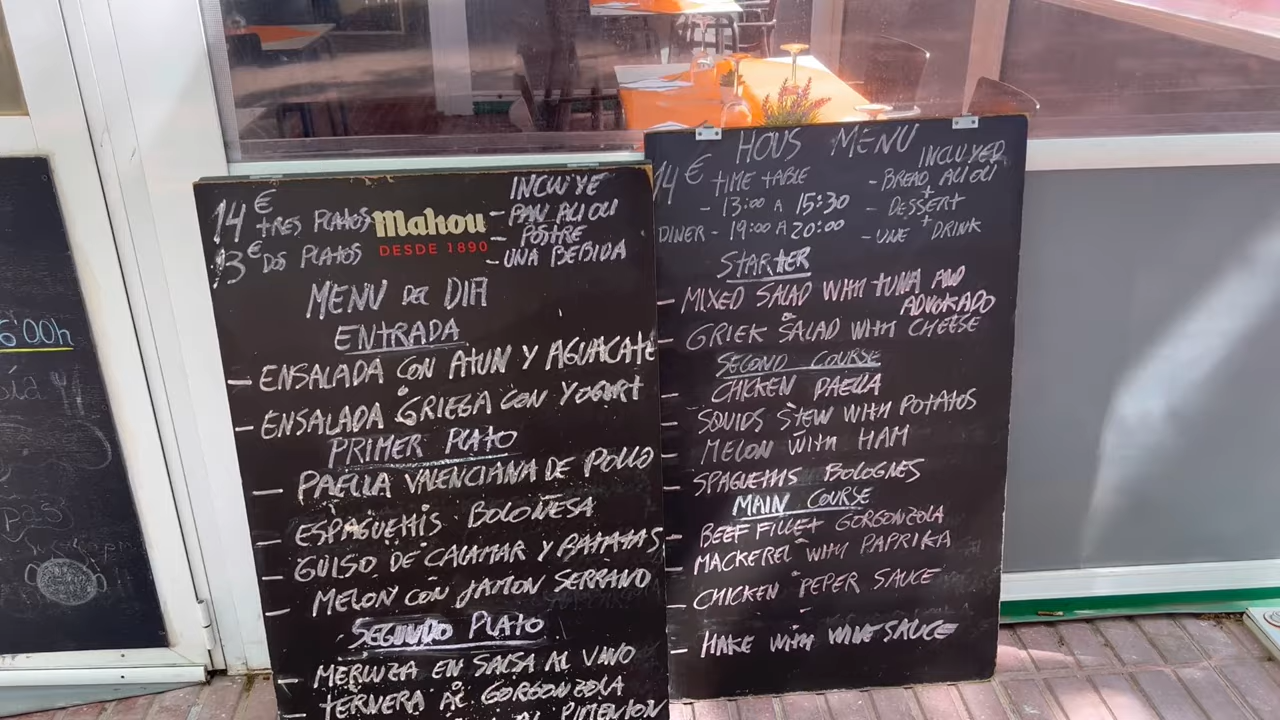 6:00h
14€ TRES PLATOS
13€ DOS PLATOS
Mahou
DESDE 1890
INCLUYE
- PAN ALIOLI
- POSTRE
- UNA BEBIDA
MENU DEL DIA
ENTRADA
- ENSALADA CON ATUN Y AGUACATE
- ENSALADA GRIEGA CON YOGURT
PRIMER PLATO
- PAELLA VALENCIANA DE POLLO
- ESPAGUETTIS BOLOÑESA
- GUISO DE CALAMAR Y PATATAS
- MELON CON JAMON SERRANO
SEGUNDO PLATO
- MERLUZA EN SALSA AL VINO
- TERNERA AL GORGONZOLA
AL PIMENTON
14€ HOUS MENU
TIME TABLE
- 13:00 A 15:30
DINER - 19:00 A 20:00
INCLUYED
- BREAD ALIOLI
+
- DESSERT
+
- UNE DRINK
STARTER
- MIXED SALAD WITH TUNA AND
ADVOKADO
- GRIEK SALAD WITH CHEESE
SECOND COURSE
- CHICKEN PAELLA
- SQUIDS STEW WITH POTATOS
- MELON WITH HAM
- SPAGUETTIS BOLOGNES
MAIN COURSE
- BEEF FILLET GORGONZOLA
- MACKEREL WITH PAPRIKA
- CHICKEN PEPER SAUCE
- HAKE WITH WINE SAUCE